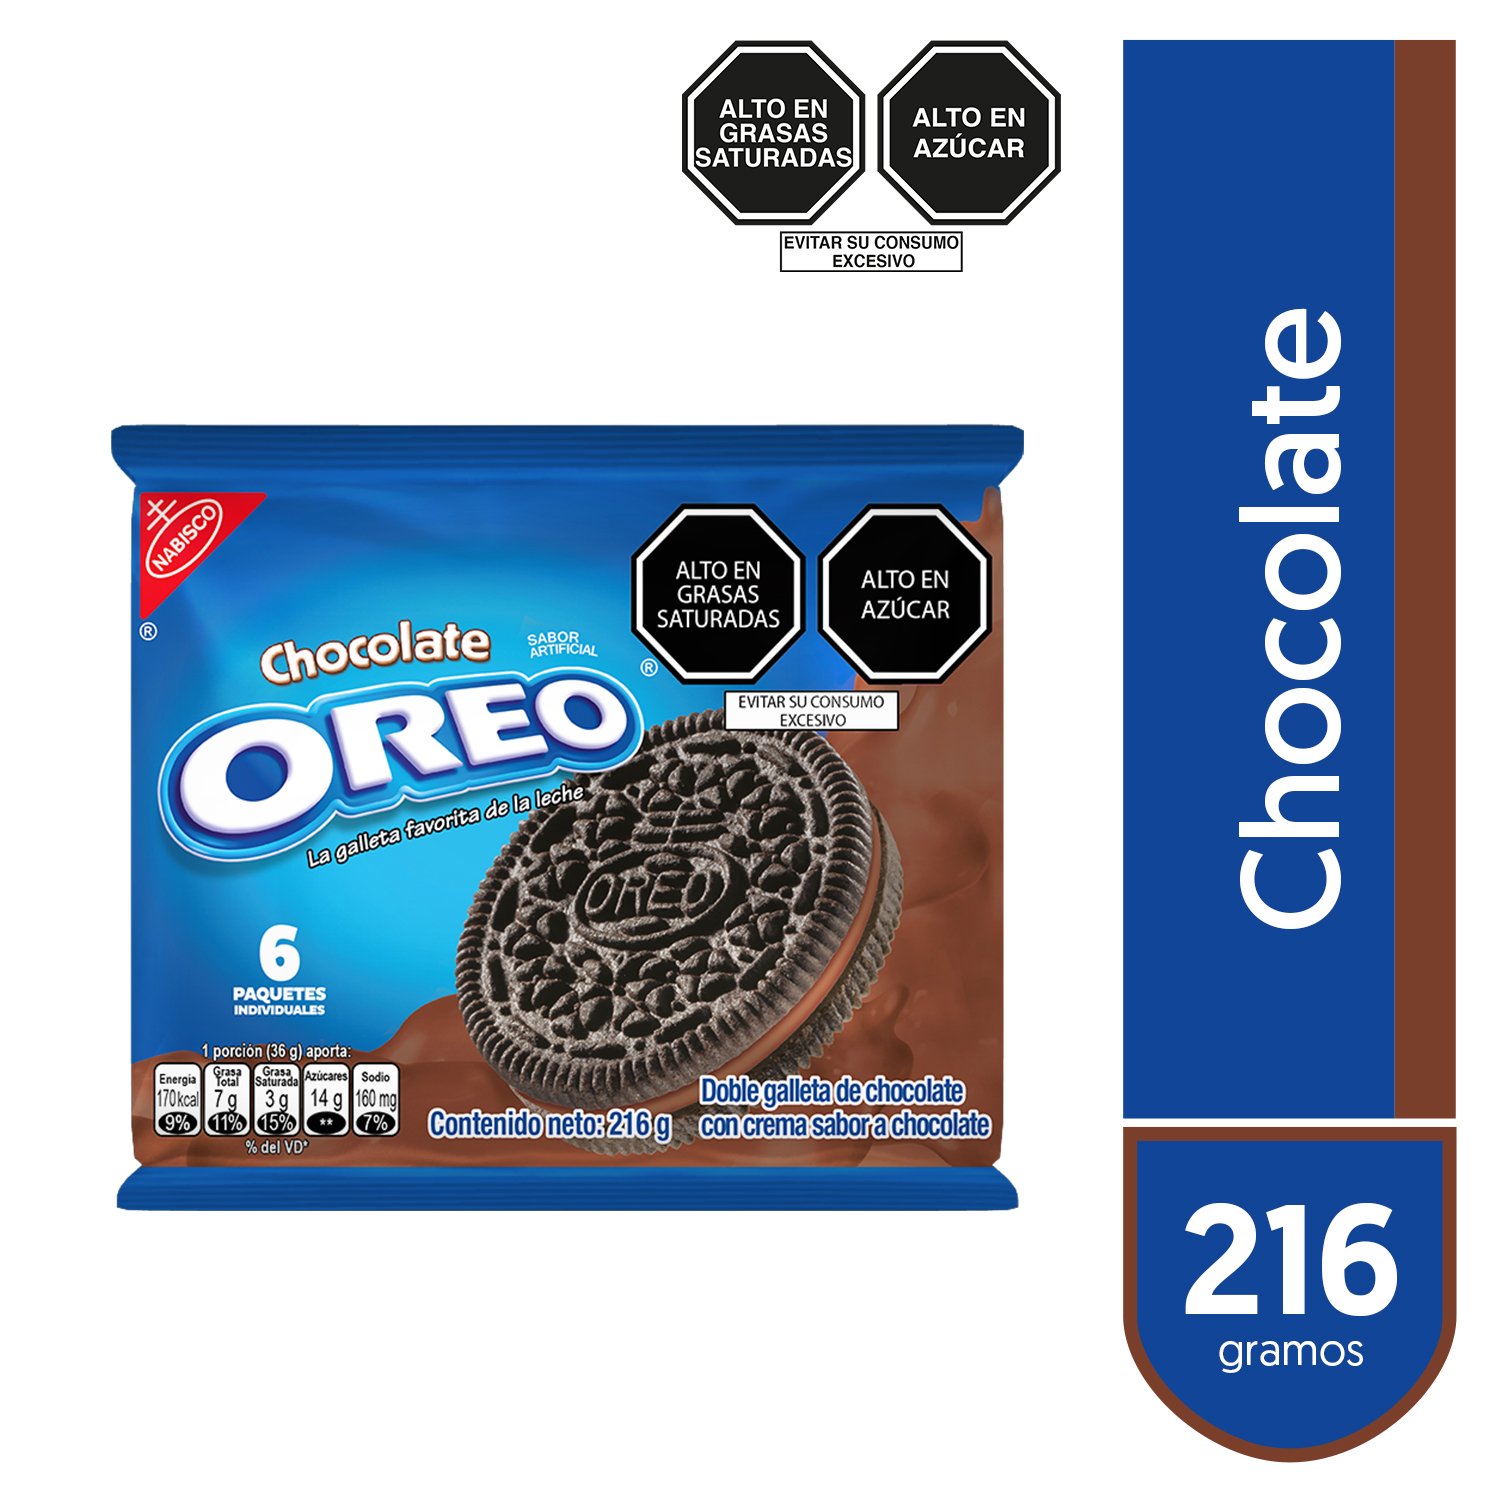 ALTO EN
GRASAS
SATURADAS
ALTO EN
AZÚCAR
EVITAR SU CONSUMO
EXCESIVO
NABISCO
®
Chocolate
SABOR
ARTIFICIAL
OREO
®
La galleta favorita de la leche
ALTO EN
GRASAS
SATURADAS
ALTO EN
AZÚCAR
EVITAR SU CONSUMO
EXCESIVO
OREO
6
PAQUETES
INDIVIDUALES
1 porción (36 g) aporta:
Energía
170kcal
9%
Grasa
Total
7 g
11%
Grasa
Saturada
3 g
15%
Azúcares
14 g
**
Sodio
160 mg
7%
% del VD*
Contenido neto: 216 g
Doble galleta de chocolate
con crema sabor a chocolate
Chocolate
216
gramos